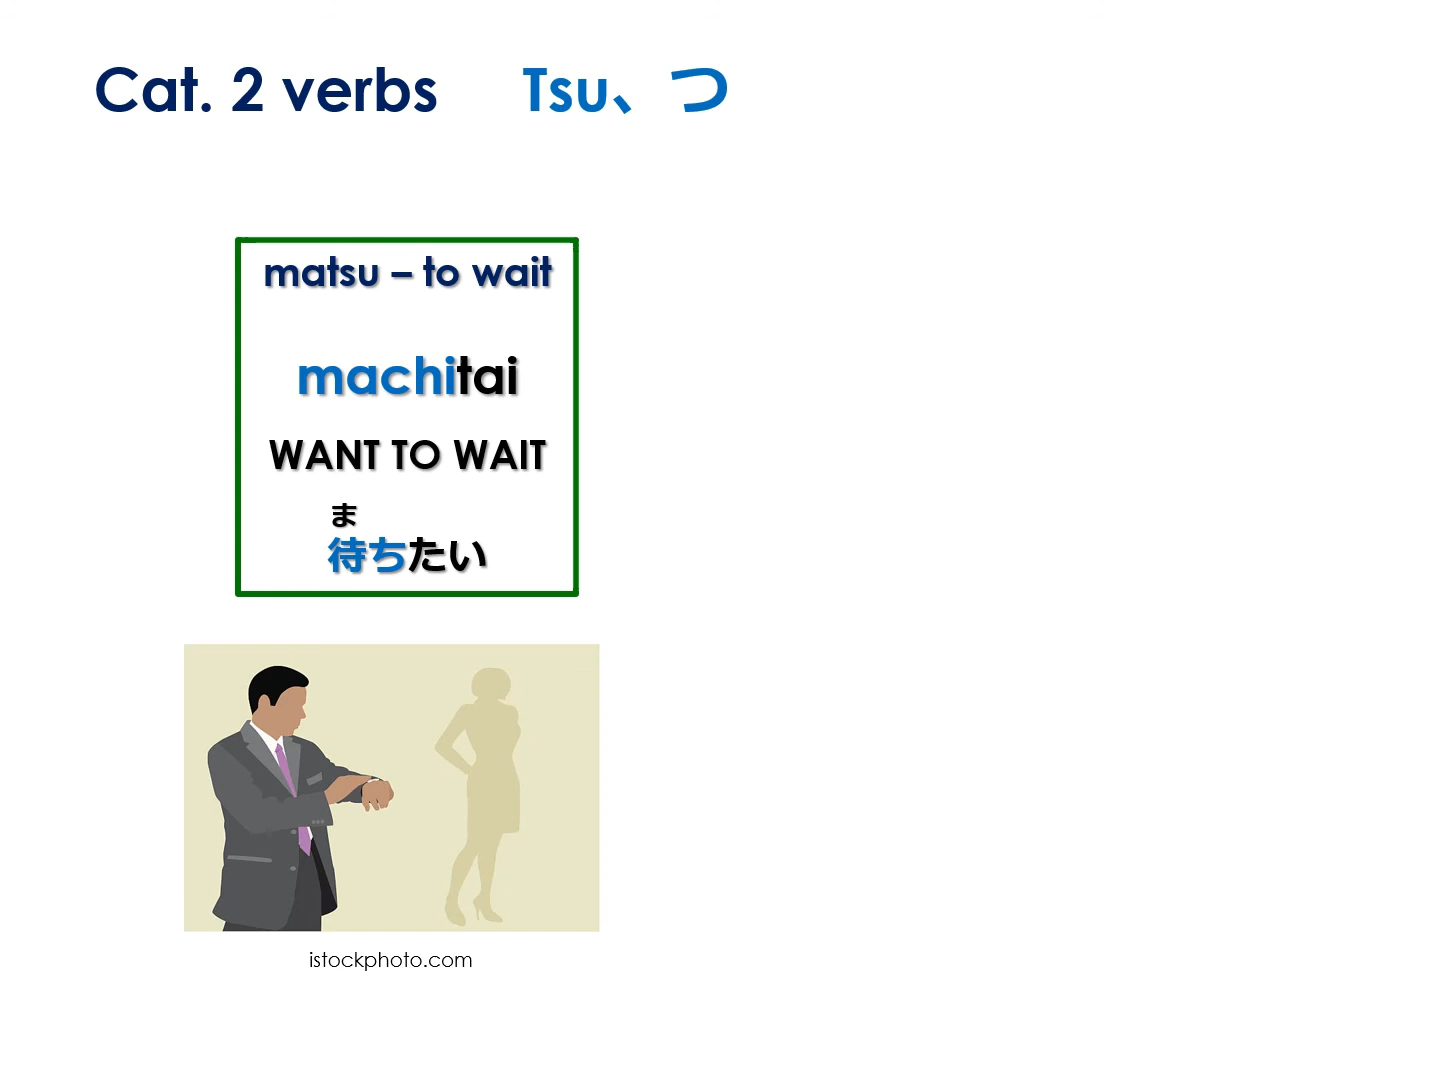 Cat. 2 verbs Tsu、つ
matsu – to wait
machitai
WANT TO WAIT
ま
待ちたい
istockphoto.com